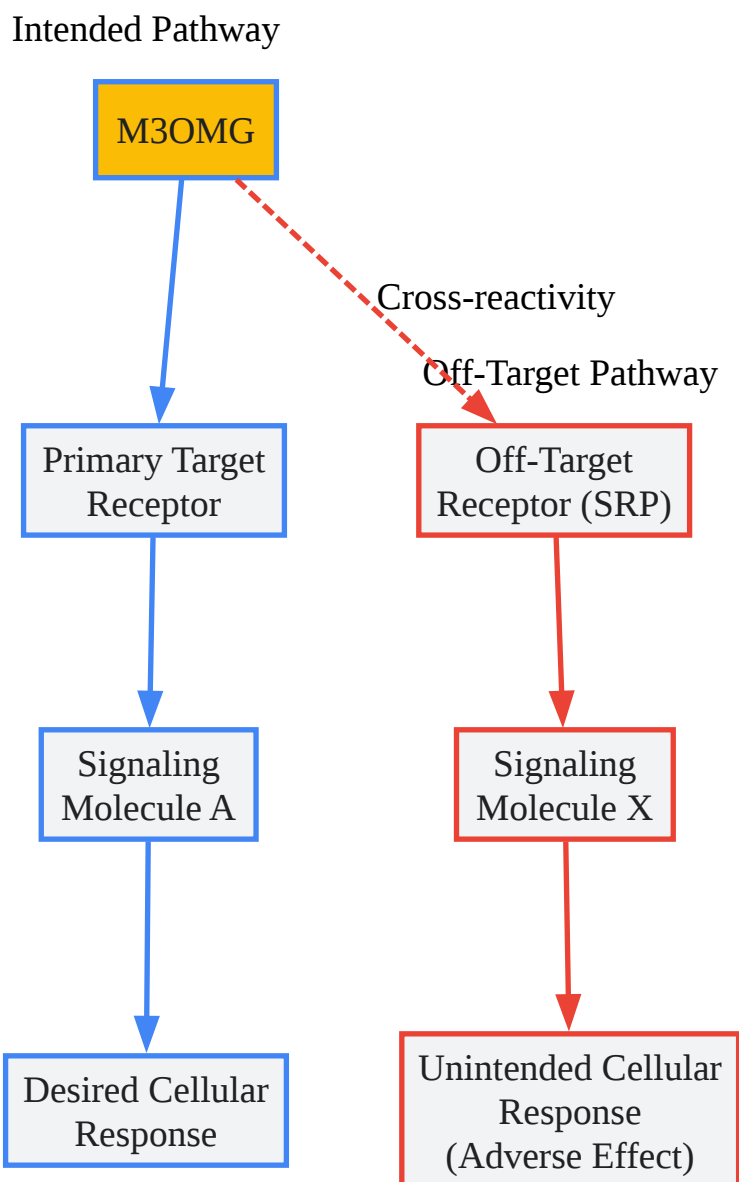 Intended Pathway
M3OMG
Cross-reactivity
Off-Target Pathway
Primary Target
Receptor
Off-Target
Receptor (SRP)
Signaling
Molecule A
Signaling
Molecule X
Desired Cellular
Response
Unintended Cellular
Response
(Adverse Effect)